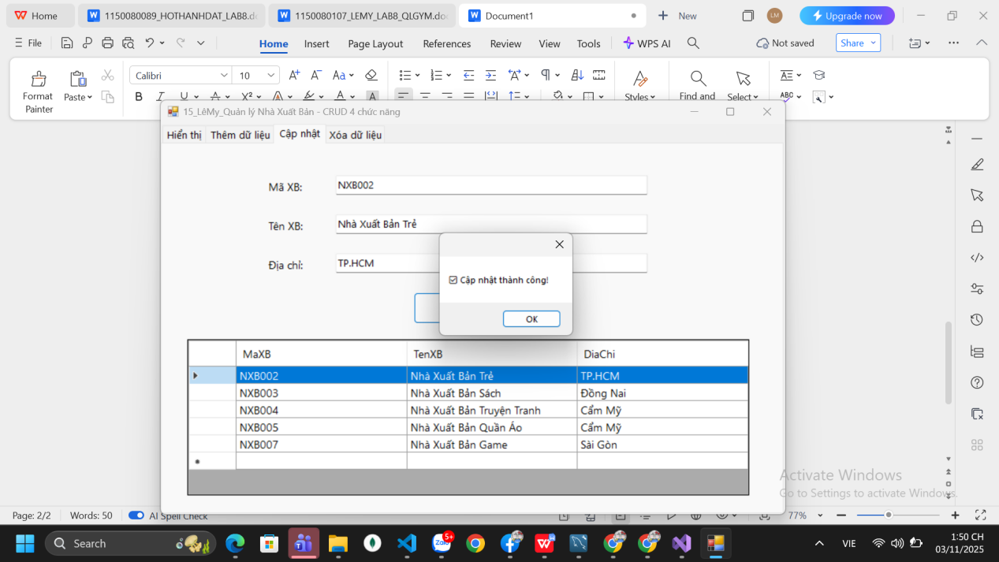 Home
1150080089_HOTHANHDAT_LAB8.d
1150080107_LEMY_LAB8_QLGYM.do
Document1
New
LM
Upgrade now
File
Home
Insert
Page Layout
References
Review
View
Tools
WPS AI
Not saved
Share
Format
Painter
Paste
Calibri
10
Styles
Find and
Select
15_LêMy_Quản lý Nhà Xuất Bản - CRUD 4 chức năng
Hiển thị
Thêm dữ liệu
Cập nhật
Xóa dữ liệu
Mã XB:
NXB002
Tên XB:
Nhà Xuất Bản Trẻ
Địa chỉ:
TP.HCM
Cập nhật thành công!
OK
MaXB TenXB DiaChi
NXB002 Nhà Xuất Bản Trẻ TP.HCM
NXB003 Nhà Xuất Bản Sách Đồng Nai
NXB004 Nhà Xuất Bản Truyện Tranh Cẩm Mỹ
NXB005 Nhà Xuất Bản Quần Áo Cẩm Mỹ
NXB007 Nhà Xuất Bản Game Sài Gòn
Activate Windows
Go to Settings to activate Windows.
Page: 2/2
Words: 50
AI Spell Check
77%
Search
Zalo
5+
VIE
1:50 CH
03/11/2025